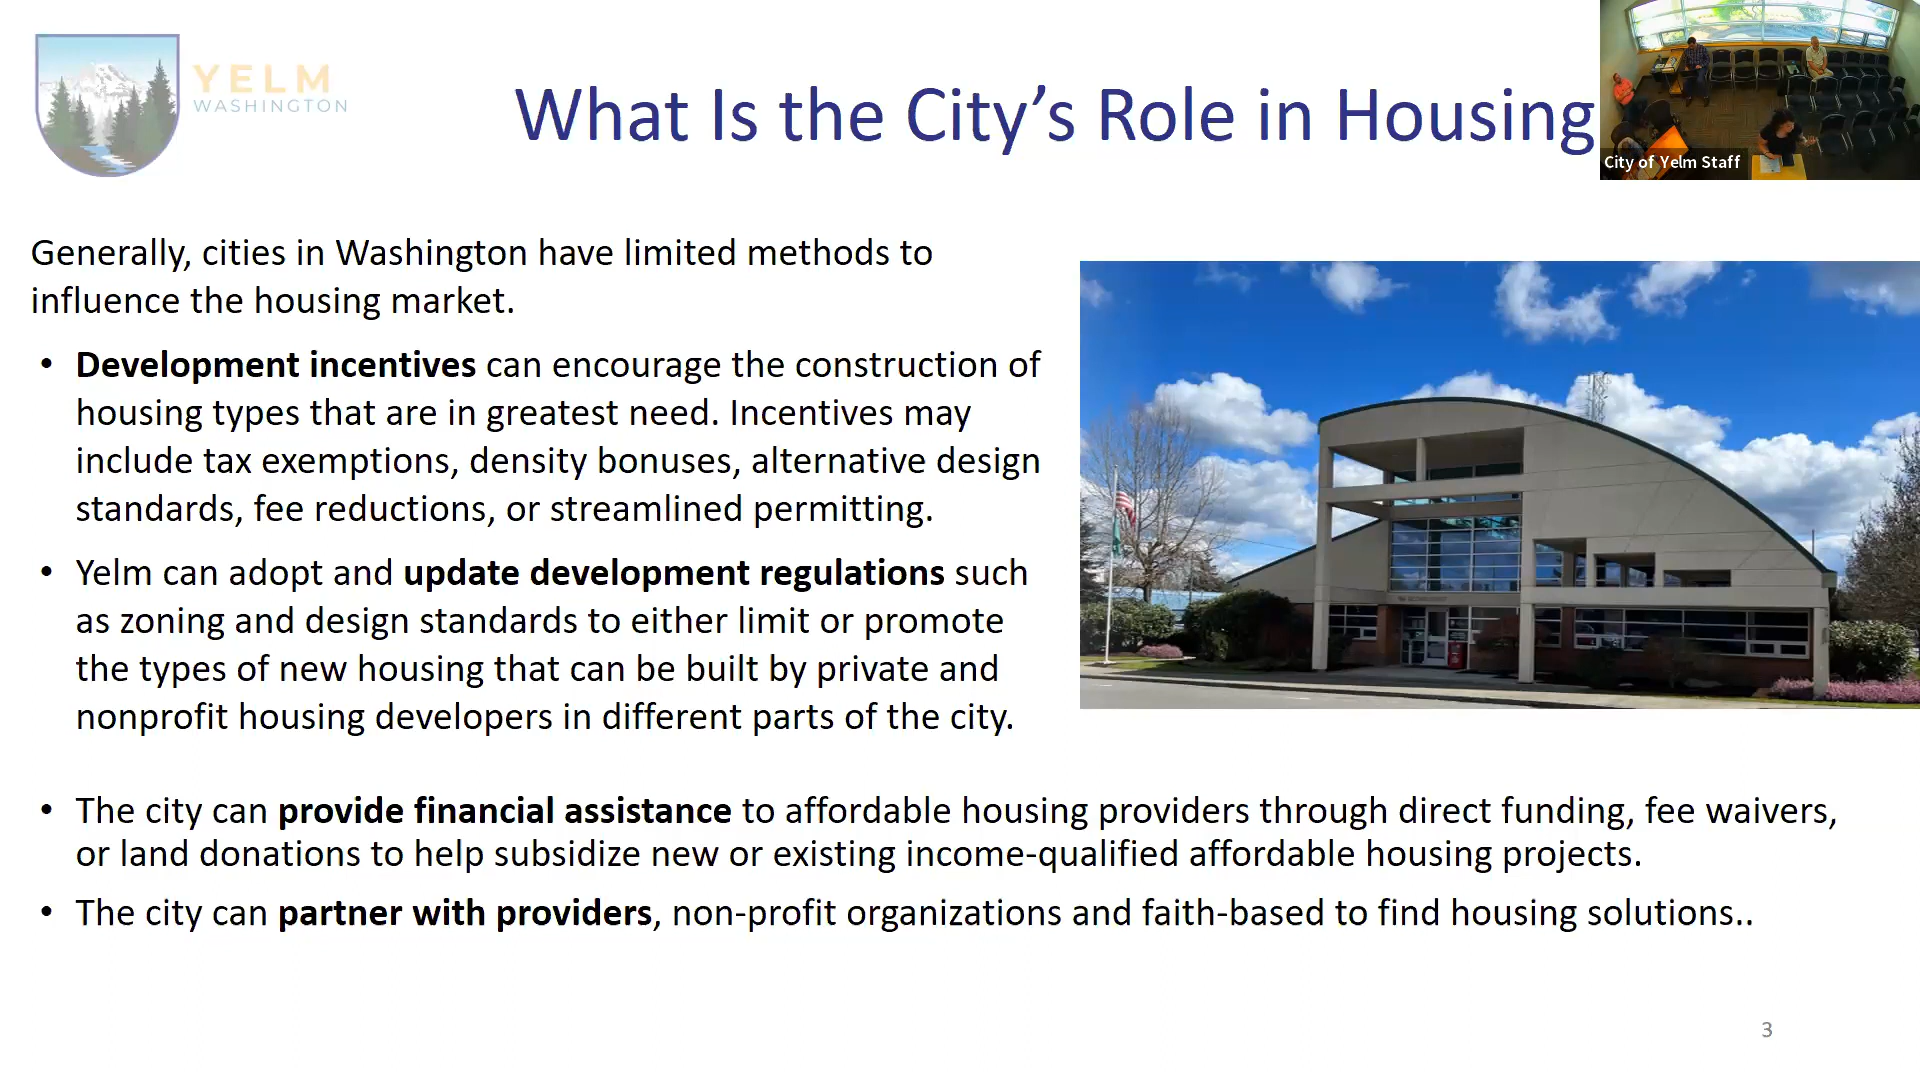 YELM
WASHINGTON
What Is the City's Role in Housing
City of Yelm Staff
Generally, cities in Washington have limited methods to
influence the housing market.
• Development incentives can encourage the construction of
housing types that are in greatest need. Incentives may
include tax exemptions, density bonuses, alternative design
standards, fee reductions, or streamlined permitting.
• Yelm can adopt and update development regulations such
as zoning and design standards to either limit or promote
the types of new housing that can be built by private and
nonprofit housing developers in different parts of the city.
• The city can provide financial assistance to affordable housing providers through direct funding, fee waivers,
or land donations to help subsidize new or existing income-qualified affordable housing projects.
• The city can partner with providers, non-profit organizations and faith-based to find housing solutions..
3